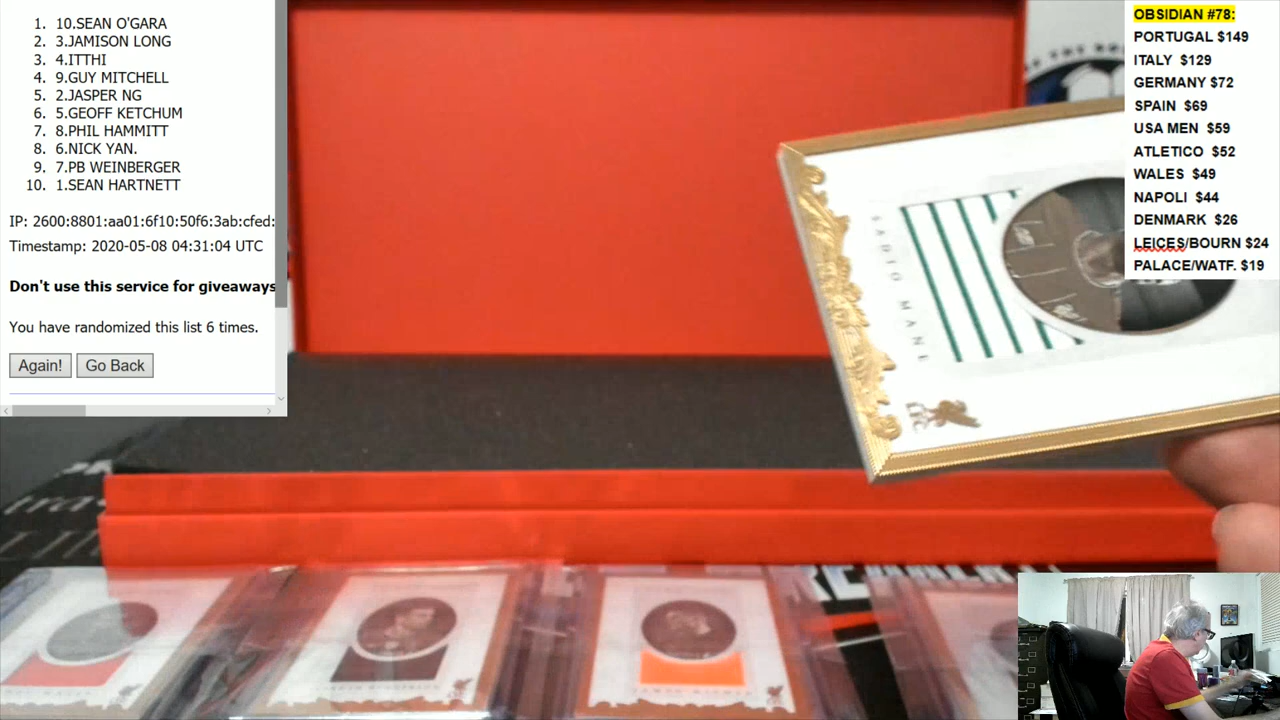 1. 10.SEAN O'GARA
2. 3.JAMISON LONG
3. 4.ITTHI
4. 9.GUY MITCHELL
5. 2.JASPER NG
6. 5.GEOFF KETCHUM
7. 8.PHIL HAMMITT
8. 6.NICK YAN.
9. 7.PB WEINBERGER
10. 1.SEAN HARTNETT
IP: 2600:8801:aa01:6f10:50f6:3ab:cfed:
Timestamp: 2020-05-08 04:31:04 UTC
Don't use this service for giveaways
You have randomized this list 6 times.
Again! Go Back
OBSIDIAN #78:
PORTUGAL $149
ITALY $129
GERMANY $72
SPAIN $69
USA MEN $59
ATLETICO $52
WALES $49
NAPOLI $44
DENMARK $26
LEICES/BOURN $24
PALACE/WATF. $19
SADIO MANE
LFC